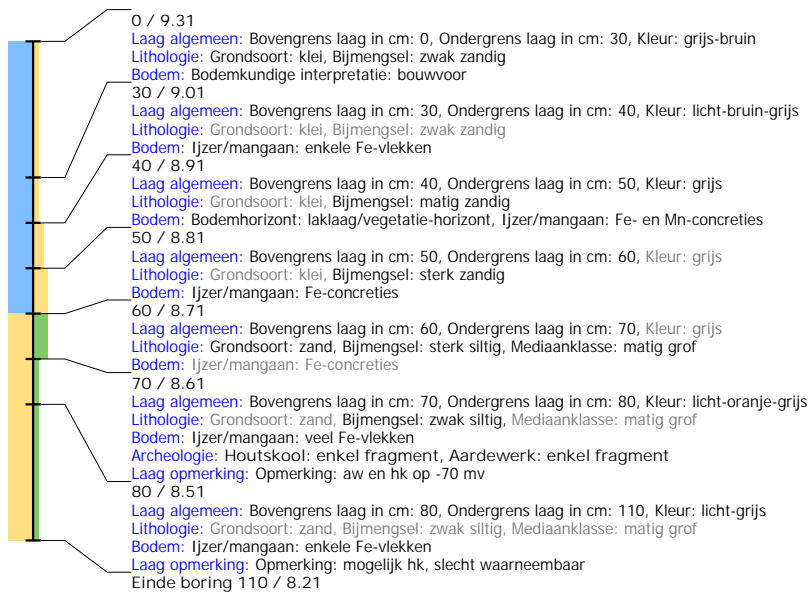 0 / 9.31
Laag algemeen: Bovengrens laag in cm: 0, Ondergrens laag in cm: 30, Kleur: grijs-bruin
Lithologie: Grondsoort: klei, Bijmengsel: zwak zandig
Bodem: Bodemkundige interpretatie: bouwvoor
30 / 9.01
Laag algemeen: Bovengrens laag in cm: 30, Ondergrens laag in cm: 40, Kleur: licht-bruin-grijs
Lithologie: Grondsoort: klei, Bijmengsel: zwak zandig
Bodem: Ijzer/mangaan: enkele Fe-vlekken
40 / 8.91
Laag algemeen: Bovengrens laag in cm: 40, Ondergrens laag in cm: 50, Kleur: grijs
Lithologie: Grondsoort: klei, Bijmengsel: matig zandig
Bodem: Bodemhorizont: laklaag/vegetatie-horizont, Ijzer/mangaan: Fe- en Mn-concreties
50 / 8.81
Laag algemeen: Bovengrens laag in cm: 50, Ondergrens laag in cm: 60, Kleur: grijs
Lithologie: Grondsoort: klei, Bijmengsel: sterk zandig
Bodem: Ijzer/mangaan: Fe-concreties
60 / 8.71
Laag algemeen: Bovengrens laag in cm: 60, Ondergrens laag in cm: 70, Kleur: grijs
Lithologie: Grondsoort: zand, Bijmengsel: sterk siltig, Mediaanklasse: matig grof
Bodem: Ijzer/mangaan: Fe-concreties
70 / 8.61
Laag algemeen: Bovengrens laag in cm: 70, Ondergrens laag in cm: 80, Kleur: licht-oranje-grijs
Lithologie: Grondsoort: zand, Bijmengsel: zwak siltig, Mediaanklasse: matig grof
Bodem: Ijzer/mangaan: veel Fe-vlekken
Archeologie: Houtskool: enkel fragment, Aardewerk: enkel fragment
Laag opmerking: Opmerking: aw en hk op -70 mv
80 / 8.51
Laag algemeen: Bovengrens laag in cm: 80, Ondergrens laag in cm: 110, Kleur: licht-grijs
Lithologie: Grondsoort: zand, Bijmengsel: zwak siltig, Mediaanklasse: matig grof
Bodem: Ijzer/mangaan: enkele Fe-vlekken
Laag opmerking: Opmerking: mogelijk hk, slecht waarneembaar
Einde boring 110 / 8.21